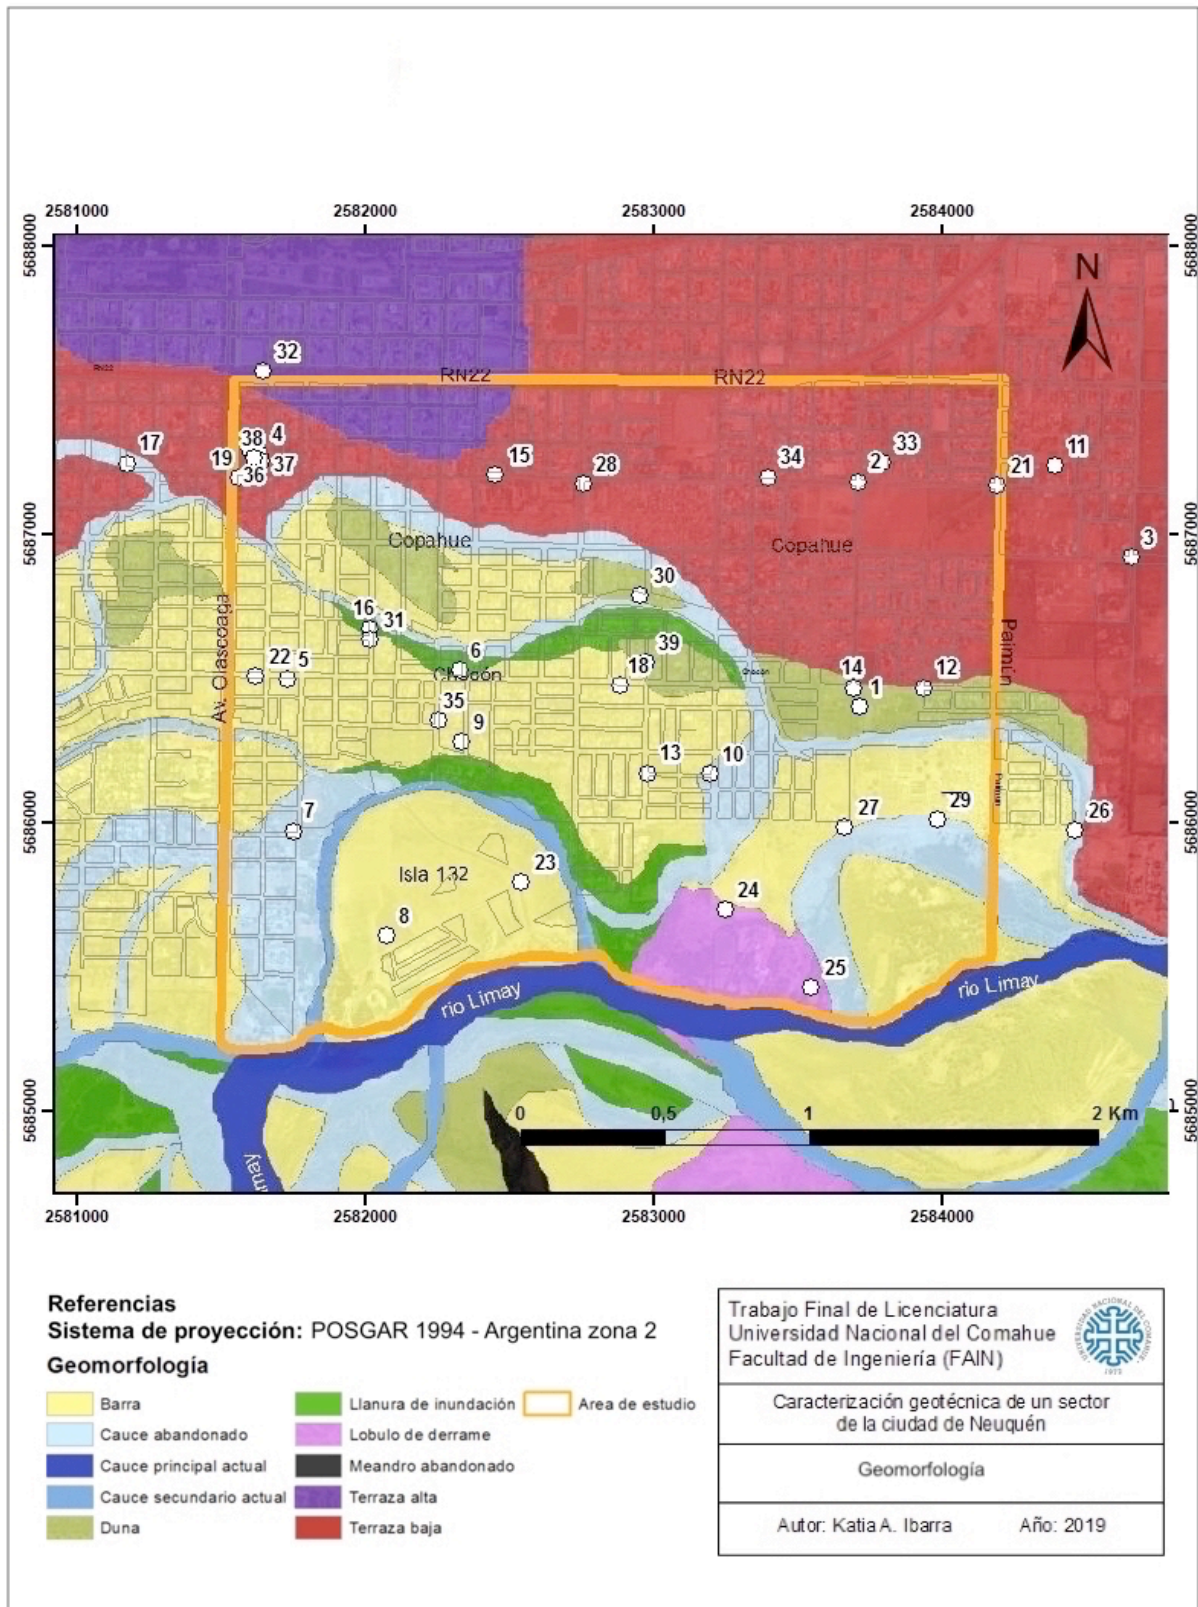 2581000 2582000 2583000 2584000
5688000 5688000
N
32
RN22 RN22 RN22
38 4 33
17 19 37 15 28 34 2 21 11
36
5687000 5687000
Copahue Copahue 3
30
16 31
Av. Olascoaga Paimún
22 5 6 18 39 14 1 12
Chocón
35 9
13 10
5686000 5686000
7 27 29 26
Isla 132 23
8 24
25
río Limay río Limay
5685000 5685000
0 0,5 1 2 Km
2581000 2582000 2583000 2584000
Referencias
Sistema de proyección: POSGAR 1994 - Argentina zona 2
Geomorfología
Barra
Cauce abandonado
Cauce principal actual
Cauce secundario actual
Duna
Llanura de inundación
Lobulo de derrame
Meandro abandonado
Terraza alta
Terraza baja
Area de estudio
Trabajo Final de Licenciatura
Universidad Nacional del Comahue
Facultad de Ingeniería (FAIN)
UNIVERSIDAD NACIONAL DEL COMAHUE
1972
Caracterización geotécnica de un sector
de la ciudad de Neuquén
Geomorfología
Autor: Katia A. Ibarra Año: 2019